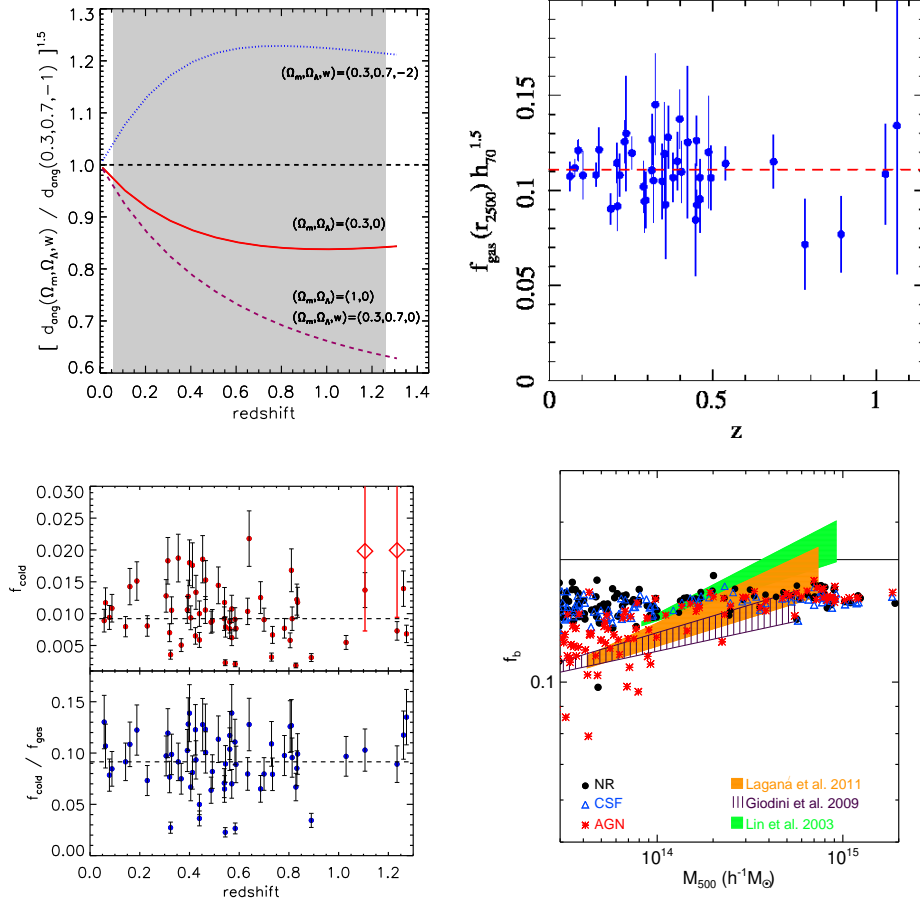 [ d_ang(Ω_m,Ω_Λ,w) / d_ang(0.3,0.7,-1) ]^1.5
1.2
1.1
1.0
0.9
0.8
0.7
0.6
(Ω_m,Ω_Λ,w)=(0.3,0.7,-2)
(Ω_m,Ω_Λ)=(0.3,0)
(Ω_m,Ω_Λ)=(1,0)
(Ω_m,Ω_Λ,w)=(0.3,0.7,0)
0.0 0.2 0.4 0.6 0.8 1.0 1.2 1.4
redshift
f_gas (r_2500) h_70^1.5
0.15
0.1
0.05
0
0 0.5 1
z
f_cold
0.030
0.025
0.020
0.015
0.010
0.005
f_cold / f_gas
0.15
0.10
0.05
0.00
0.0 0.2 0.4 0.6 0.8 1.0 1.2
redshift
f_b
0.1
NR
CSF
AGN
Laganá et al. 2011
Giodini et al. 2009
Lin et al. 2003
10^14 10^15
M_500 (h^-1 M_⊙)